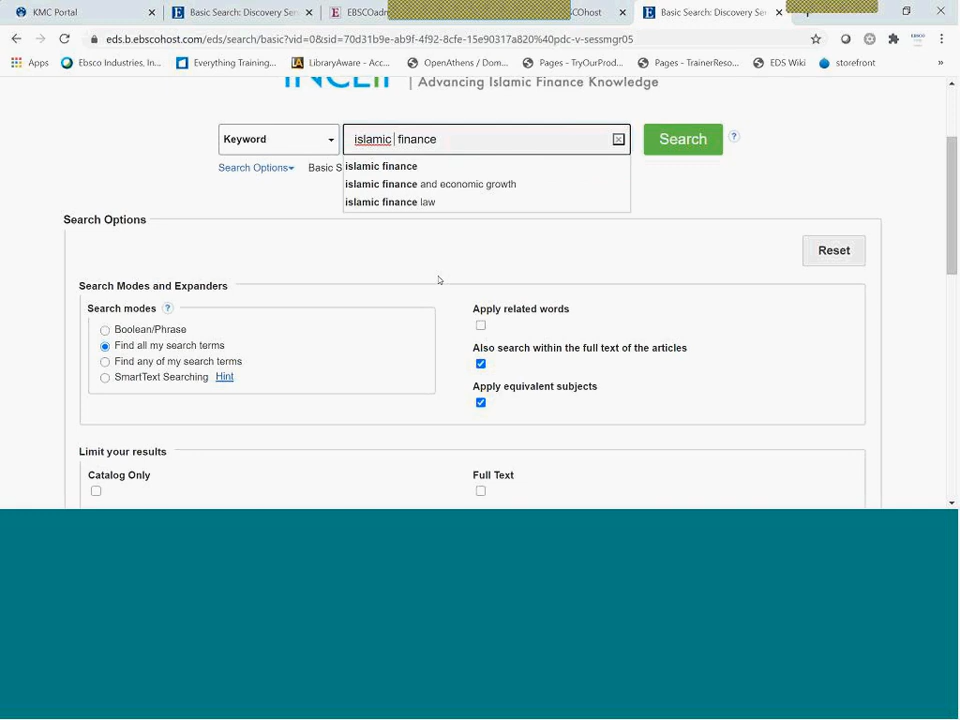 KMC Portal × Basic Search: Discovery Se × EBSCOadm COhost × Basic Search: Discovery Se ×
eds.b.ebscohost.com/eds/search/basic?vid=0&sid=70d31b9e-ab9f-4f92-8cfe-15e90317a820%40pdc-v-sessmgr05
Apps Ebsco Industries, In... Everything Training... LibraryAware - Acc... OpenAthens / Dom... Pages - TryOurProd... Pages - TrainerReso... EDS Wiki storefront »
INCEIF | Advancing Islamic Finance Knowledge
Keyword islamic finance Search ?
Search Options Basic S
islamic finance
islamic finance and economic growth
islamic finance law
Search Options
Reset
Search Modes and Expanders
Search modes ?
Boolean/Phrase
Find all my search terms
Find any of my search terms
SmartText Searching Hint
Apply related words
Also search within the full text of the articles
Apply equivalent subjects
Limit your results
Catalog Only
Full Text